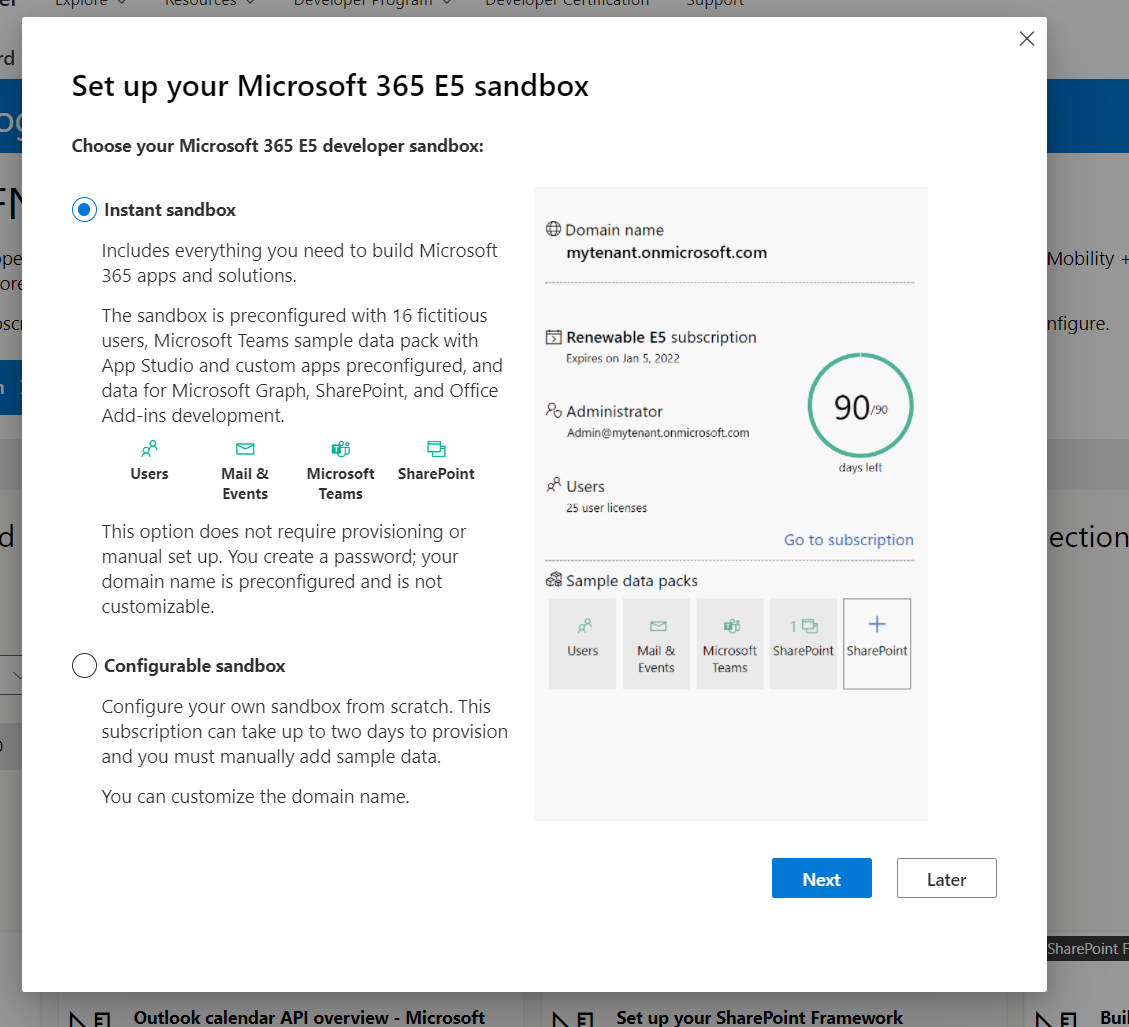 Explore Resources Developer Program Developer Certification Support
Set up your Microsoft 365 E5 sandbox
Choose your Microsoft 365 E5 developer sandbox:
Instant sandbox
Includes everything you need to build Microsoft
365 apps and solutions.
The sandbox is preconfigured with 16 fictitious
users, Microsoft Teams sample data pack with
App Studio and custom apps preconfigured, and
data for Microsoft Graph, SharePoint, and Office
Add-ins development.
Users
Mail &
Events
Microsoft
Teams
SharePoint
This option does not require provisioning or
manual set up. You create a password; your
domain name is preconfigured and is not
customizable.
Configurable sandbox
Configure your own sandbox from scratch. This
subscription can take up to two days to provision
and you must manually add sample data.
You can customize the domain name.
Domain name
mytenant.onmicrosoft.com
Renewable E5 subscription
Expires on Jan 5, 2022
90/90
days left
Administrator
Admin@mytenant.onmicrosoft.com
Users
25 user licenses
Go to subscription
Sample data packs
Users
Mail &
Events
Microsoft
Teams
1
SharePoint
SharePoint
Next
Later
Mobility +
nfigure.
ection
SharePoint F
Outlook calendar API overview - Microsoft
Set up your SharePoint Framework
Buil